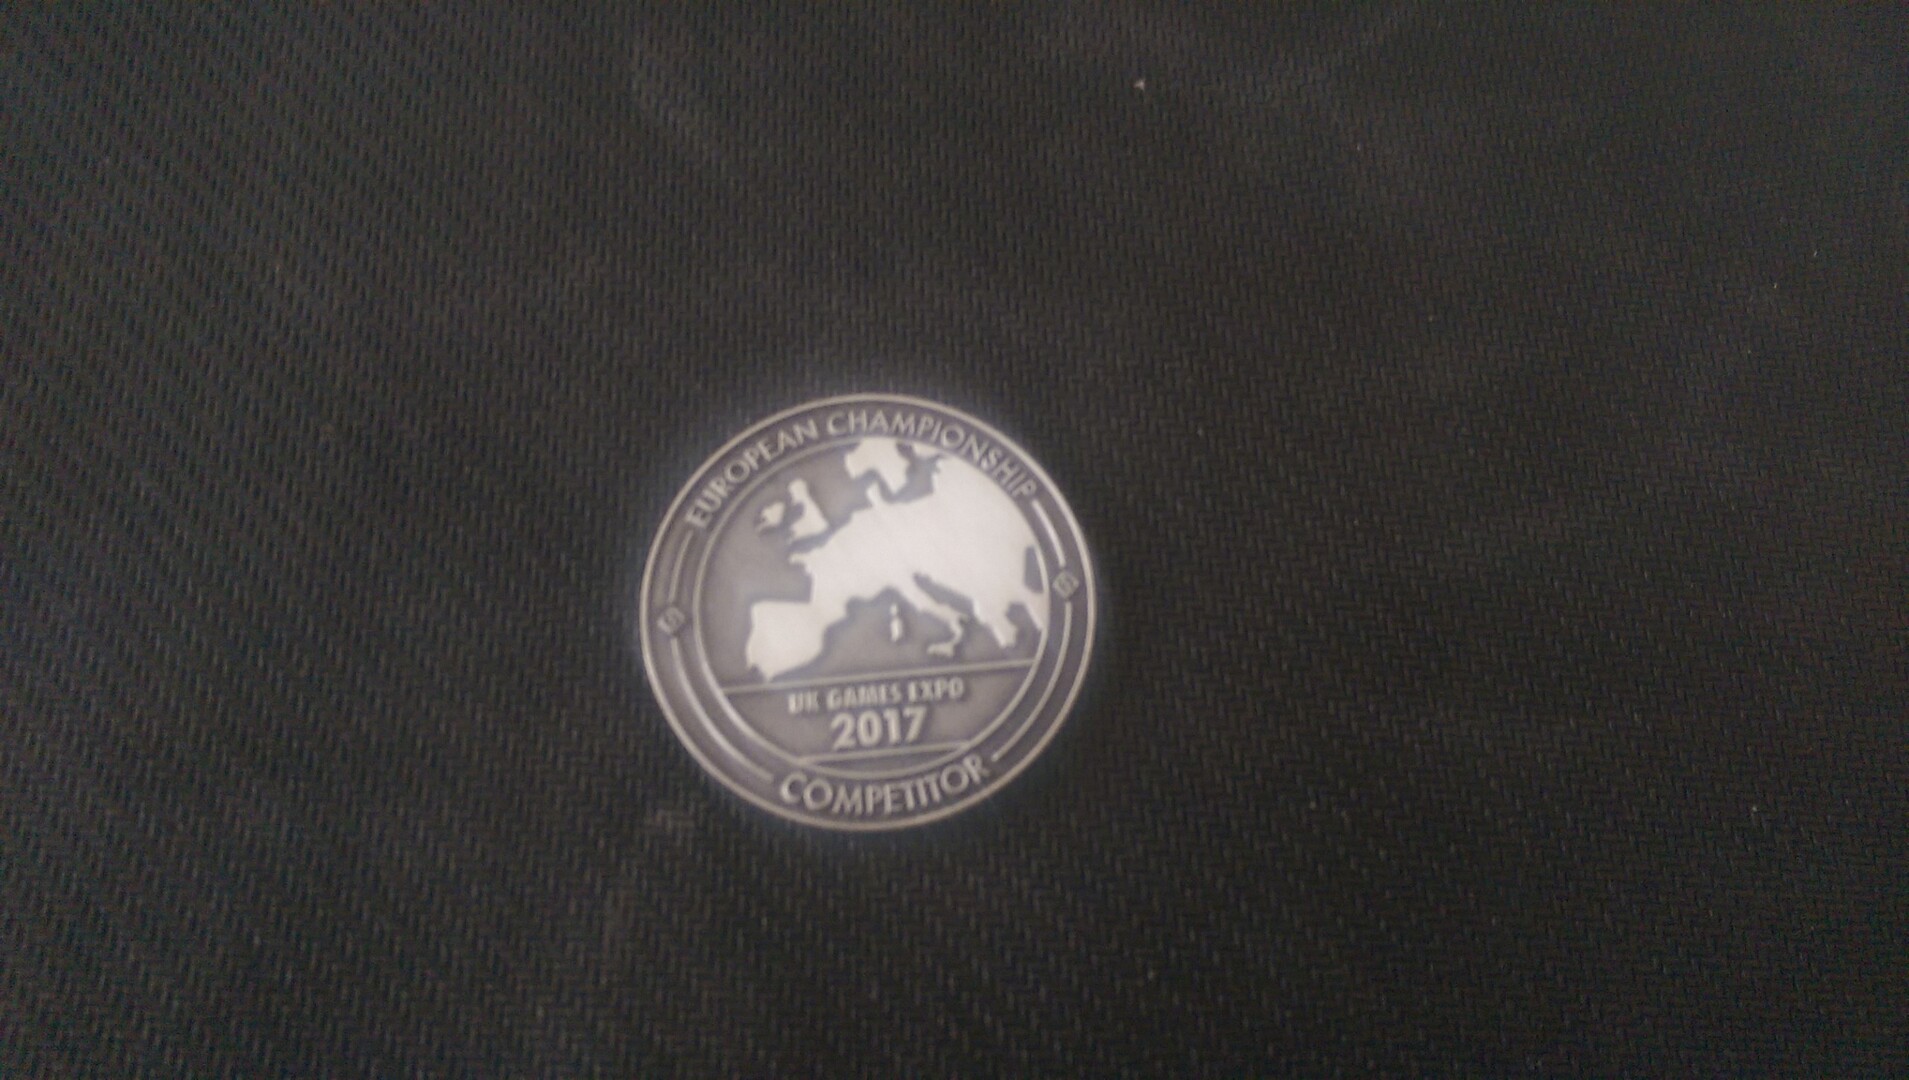 EUROPEAN CHAMPIONSHIP
UK GAMES EXPO
2017
COMPETITOR